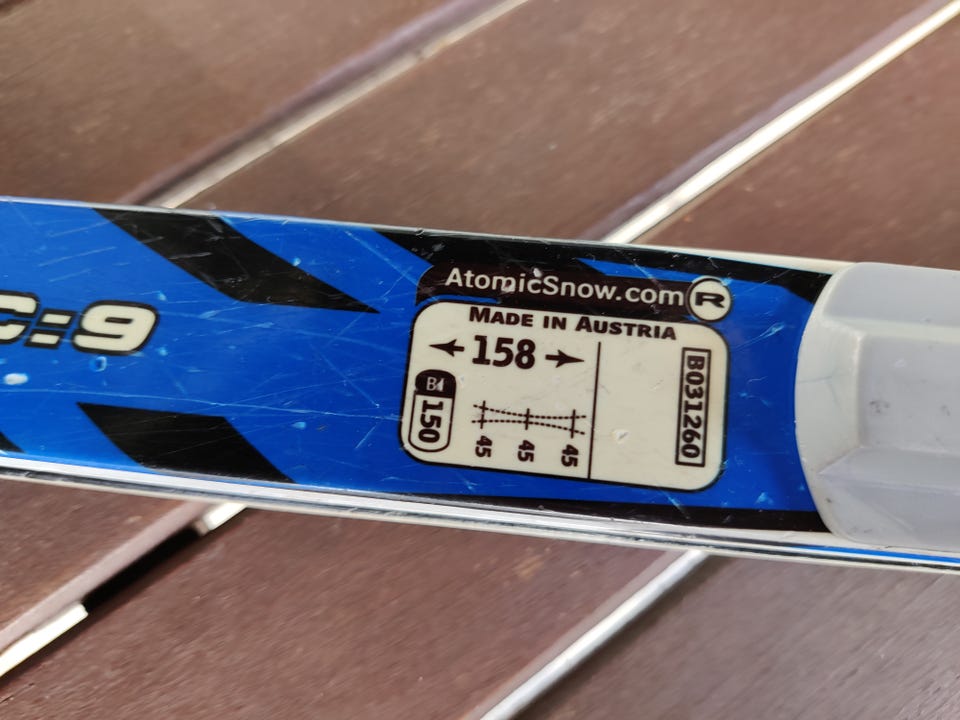 C:9
AtomicSnow.com R
MADE IN AUSTRIA
158
B031260
B1
150
45 45 45